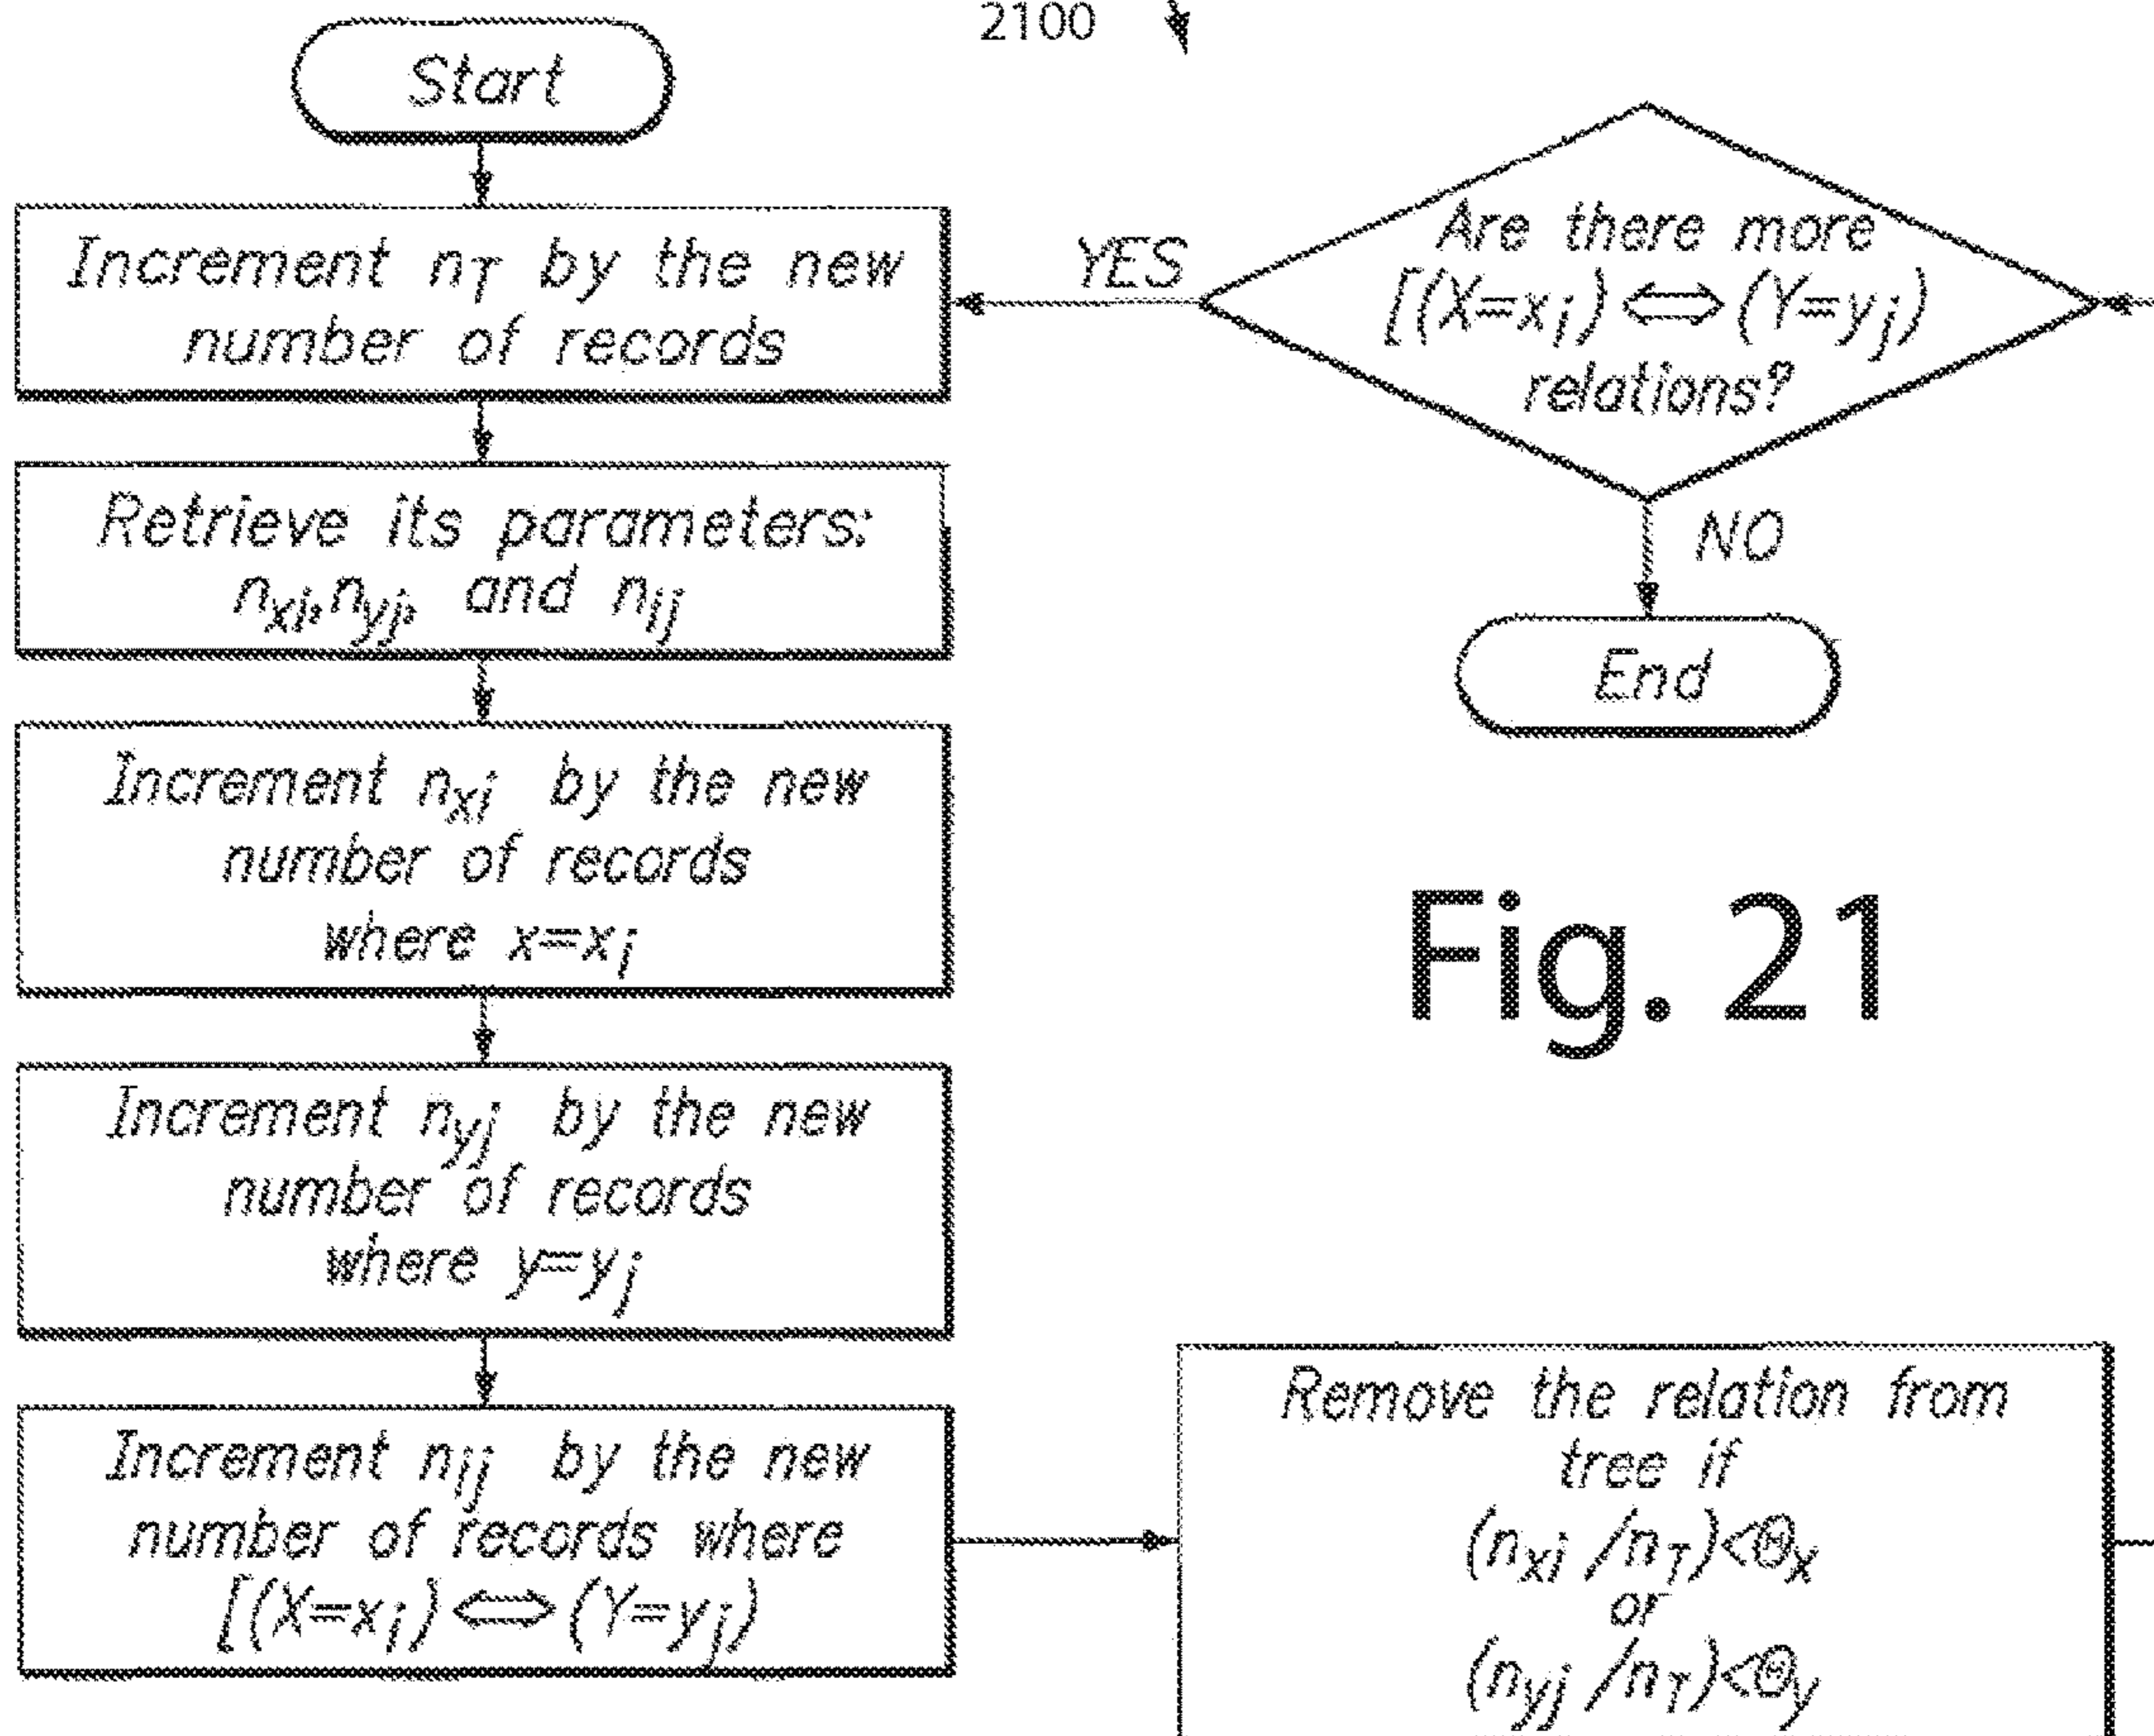 2100
Start
Increment n_T by the new
number of records
Retrieve its parameters:
n_xi, n_yj, and n_ij
Increment n_xi by the new
number of records
where x=x_i
Increment n_yj by the new
number of records
where y=y_j
Increment n_ij by the new
number of records where
[(X=x_i)⇔(Y=y_j)
Remove the relation from
tree if
(n_xi /n_T)<Θ_x
or
(n_yj /n_T)<Θ_y
Are there more
[(X=x_i)⇔(Y=y_j)
relations?
YES
NO
End
Fig. 21